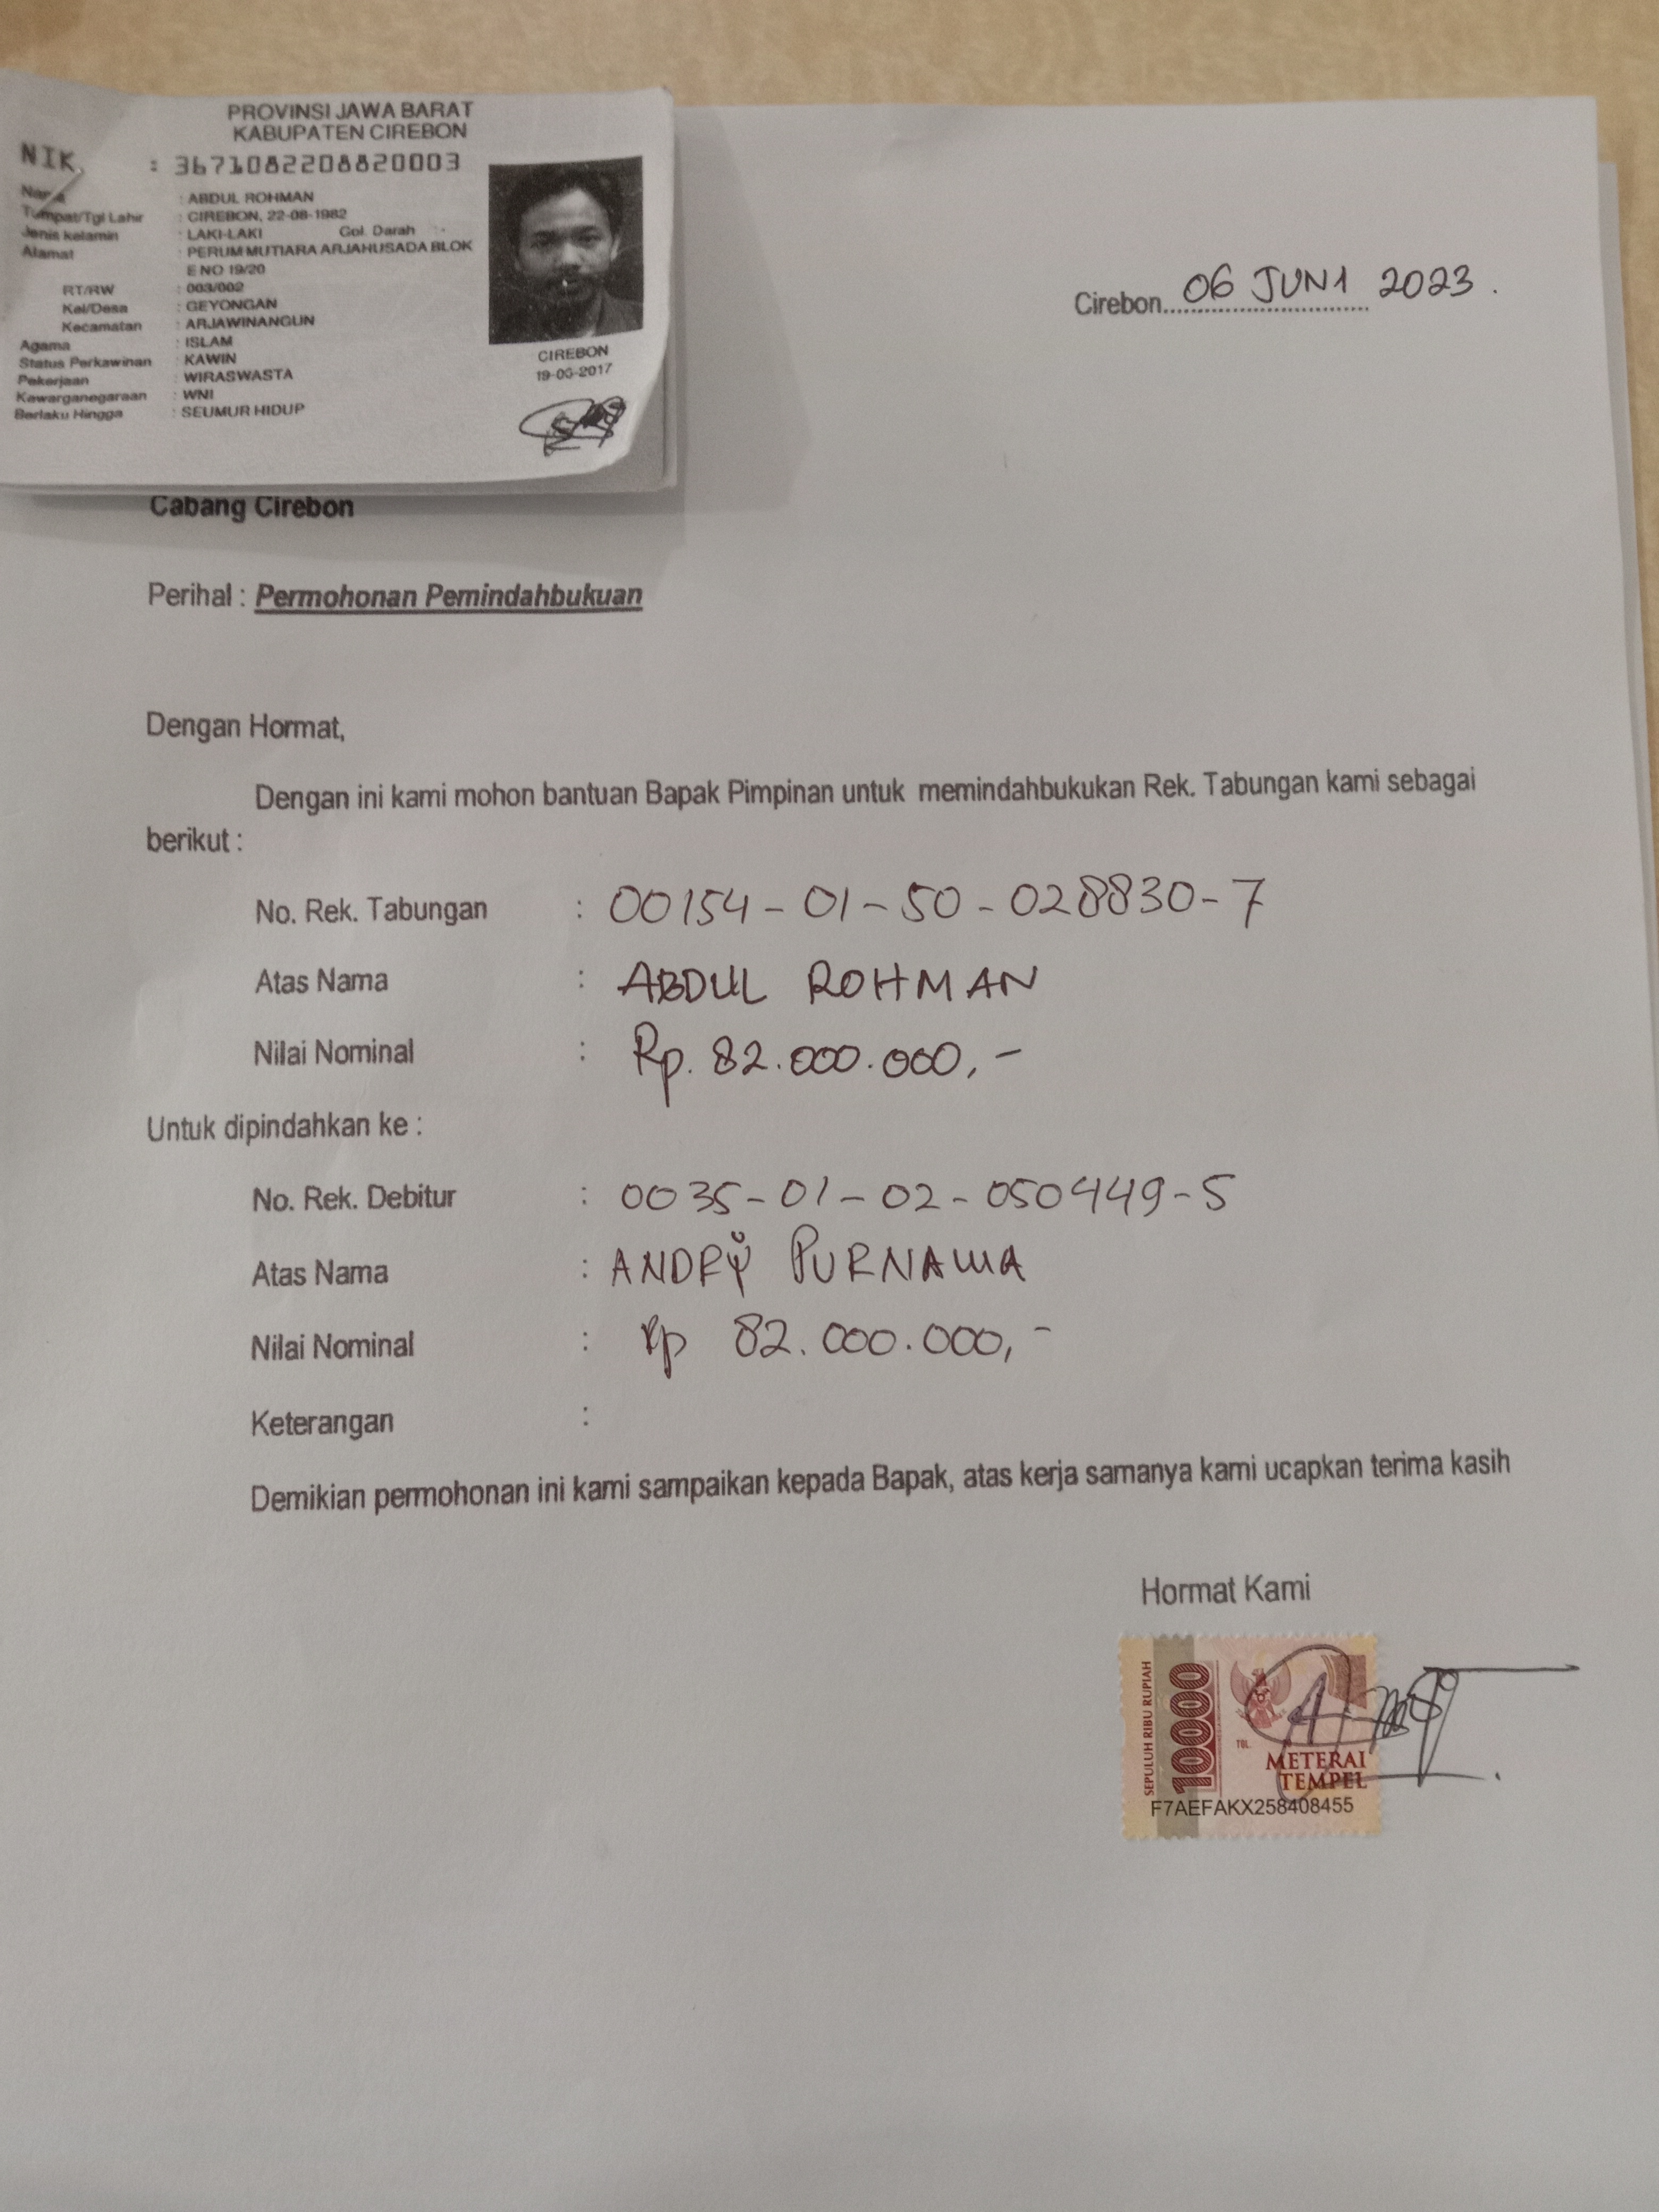 PROVINSI JAWA BARAT
KABUPATEN CIREBON
NIK : 3671082208820003
Nama : ABDUL ROHMAN
Tempat/Tgl Lahir : CIREBON, 22-08-1982
Jenis Kelamin : LAKI-LAKI Gol. Darah : -
Alamat : PERUM MUTIARA ARJAHUSADA BLOK
E NO 19/20
RT/RW : 003/002
Kel/Desa : GEYONGAN
Kecamatan : ARJAWINANGUN
Agama : ISLAM
Status Perkawinan : KAWIN
Pekerjaan : WIRASWASTA
Kewarganegaraan : WNI
Berlaku Hingga : SEUMUR HIDUP
CIREBON
19-06-2017
Cirebon 06 JUNI 2023.
Cabang Cirebon
Perihal : Permohonan Pemindahbukuan
Dengan Hormat,
Dengan ini kami mohon bantuan Bapak Pimpinan untuk memindahbukukan Rek. Tabungan kami sebagai
berikut :
No. Rek. Tabungan : 00154-01-50-028830-7
Atas Nama : ABDUL ROHMAN
Nilai Nominal : Rp. 82.000.000,-
Untuk dipindahkan ke :
No. Rek. Debitur : 0035-01-02-050449-5
Atas Nama : ANDRY PURNAMA
Nilai Nominal : Rp 82.000.000,-
Keterangan :
Demikian permohonan ini kami sampaikan kepada Bapak, atas kerja samanya kami ucapkan terima kasih
Hormat Kami
SEPULUH RIBU RUPIAH
10000
TGL.
METERAI
TEMPEL
F7AEFAKX258408455